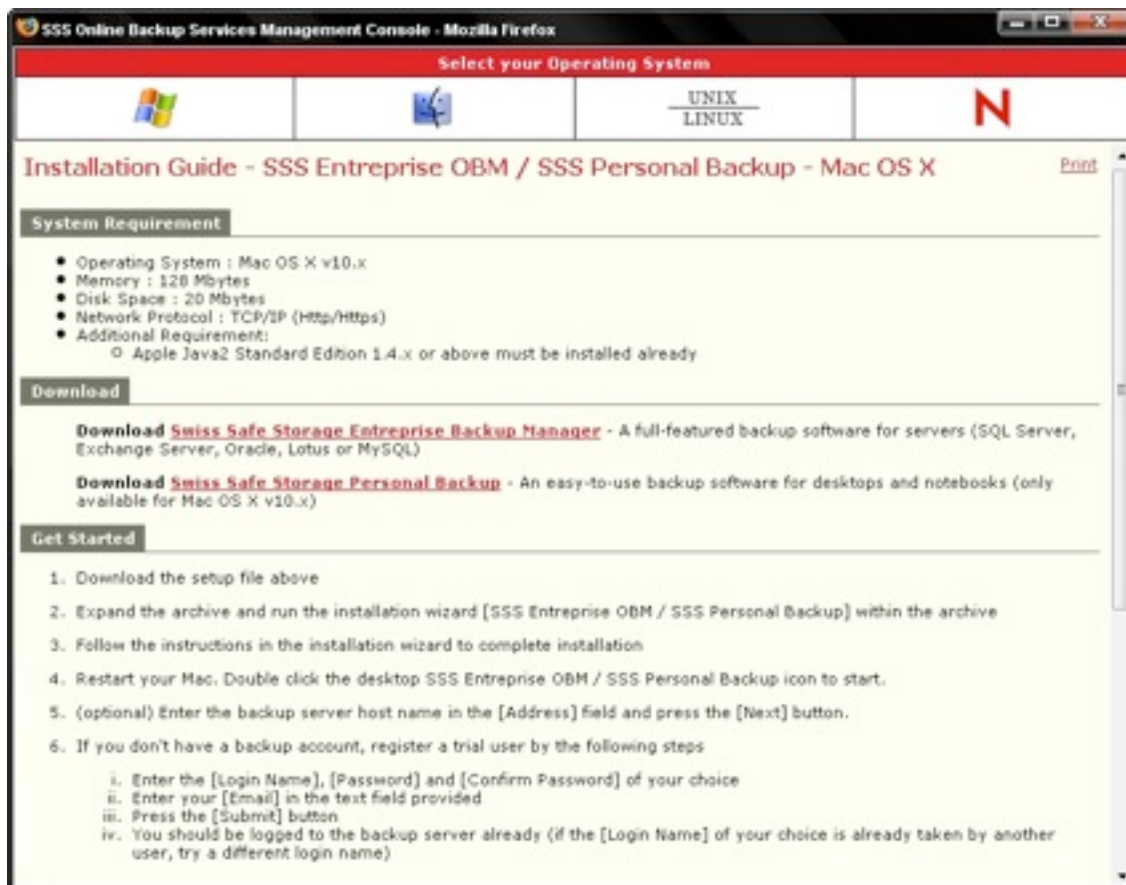 SSS Online Backup Services Management Console - Mozilla Firefox
Select your Operating System
UNIX
LINUX
N
Installation Guide - SSS Entreprise OBM / SSS Personal Backup - Mac OS X
Print
System Requirement
• Operating System : Mac OS X v10.x
• Memory : 128 Mbytes
• Disk Space : 20 Mbytes
• Network Protocol : TCP/IP (Http/Https)
• Additional Requirement:
o Apple Java2 Standard Edition 1.4.x or above must be installed already
Download
Download Swiss Safe Storage Entreprise Backup Manager - A full-featured backup software for servers (SQL Server,
Exchange Server, Oracle, Lotus or MySQL)
Download Swiss Safe Storage Personal Backup - An easy-to-use backup software for desktops and notebooks (only
available for Mac OS X v10.x)
Get Started
1. Download the setup file above
2. Expand the archive and run the installation wizard [SSS Entreprise OBM / SSS Personal Backup] within the archive
3. Follow the instructions in the installation wizard to complete installation
4. Restart your Mac. Double click the desktop SSS Entreprise OBM / SSS Personal Backup icon to start.
5. (optional) Enter the backup server host name in the [Address] field and press the [Next] button.
6. If you don't have a backup account, register a trial user by the following steps
i. Enter the [Login Name], [Password] and [Confirm Password] of your choice
ii. Enter your [Email] in the text field provided
iii. Press the [Submit] button
iv. You should be logged to the backup server already (if the [Login Name] of your choice is already taken by another
user, try a different login name)